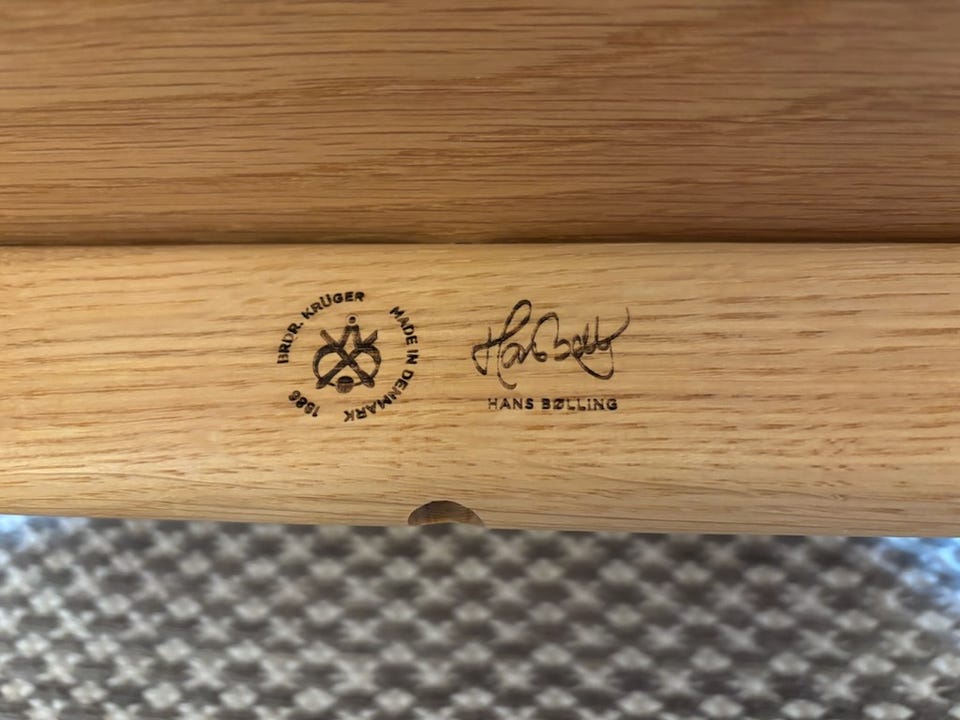 BRDR. KRÜGER
MADE IN DENMARK
1886
HANS BØLLING